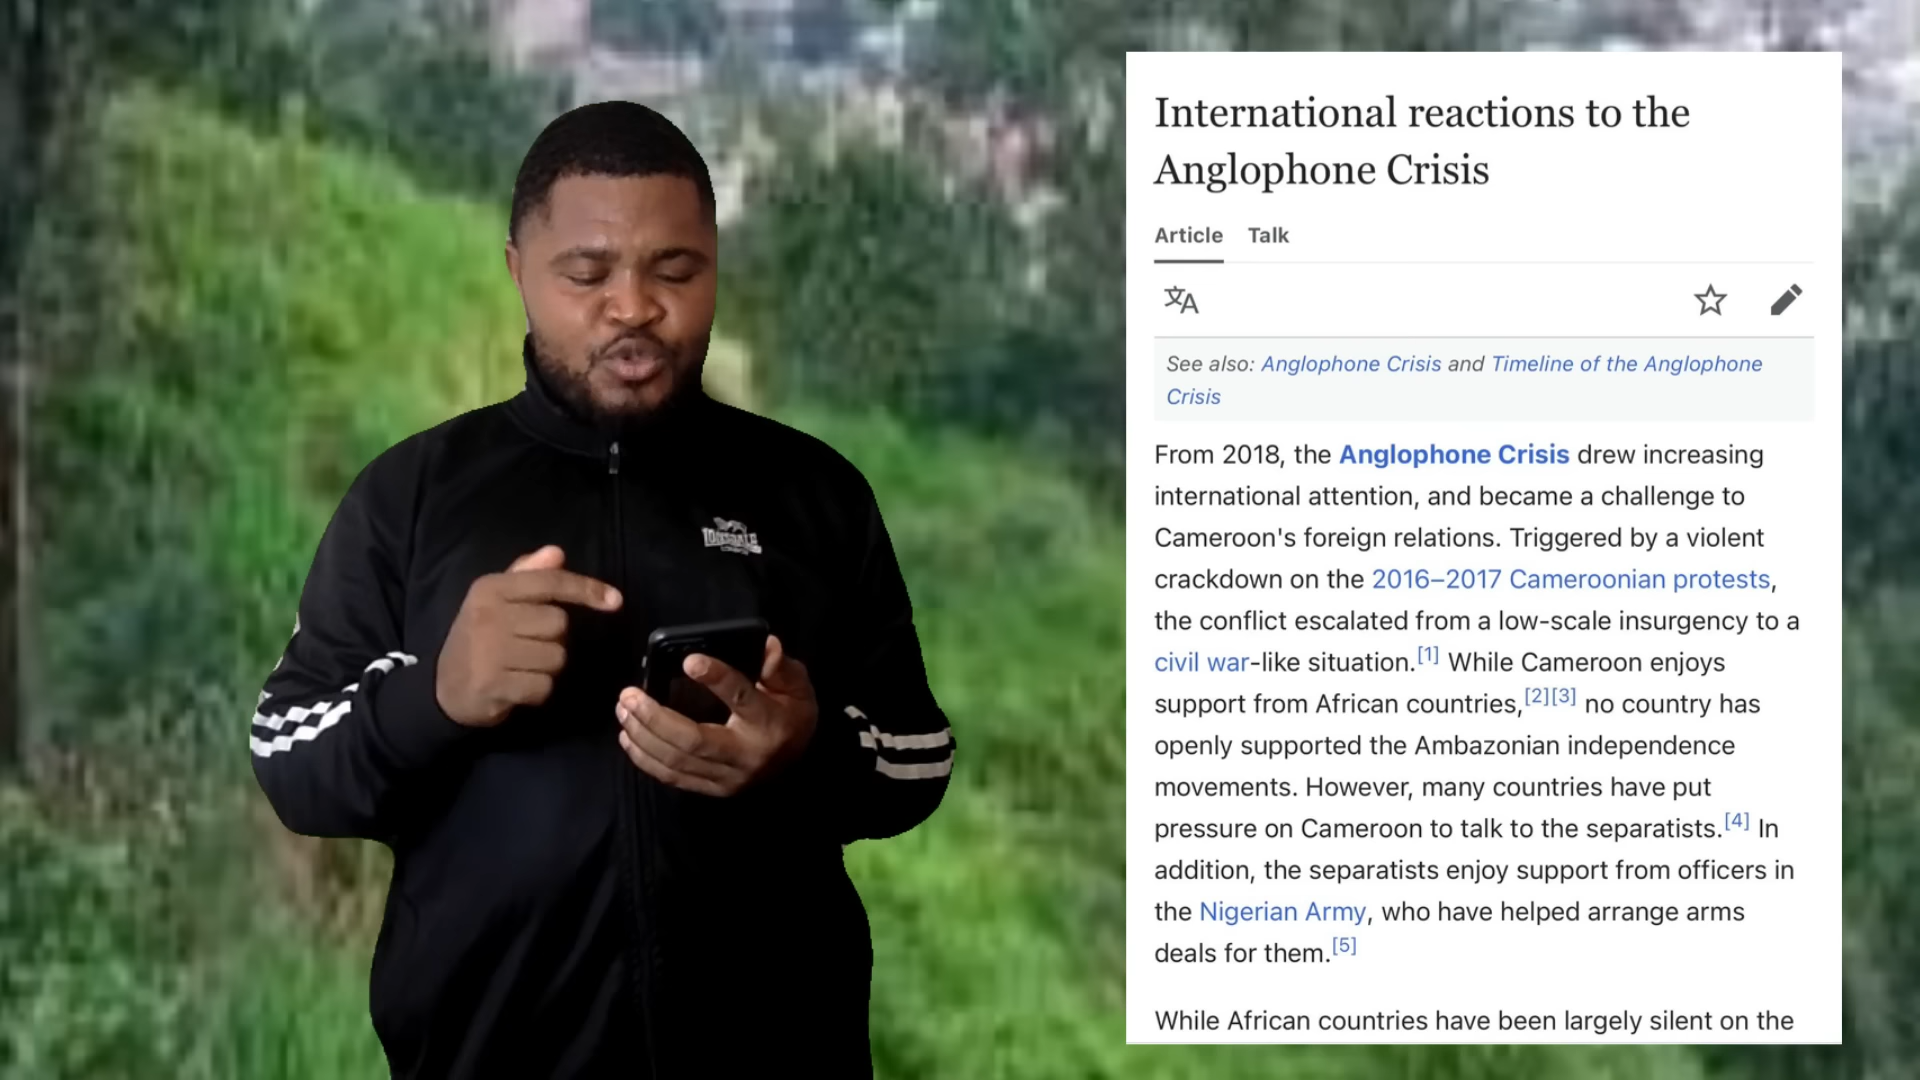 International reactions to the
Anglophone Crisis
Article Talk
See also: Anglophone Crisis and Timeline of the Anglophone
Crisis
From 2018, the Anglophone Crisis drew increasing
international attention, and became a challenge to
Cameroon's foreign relations. Triggered by a violent
crackdown on the 2016–2017 Cameroonian protests,
the conflict escalated from a low-scale insurgency to a
civil war-like situation.[1] While Cameroon enjoys
support from African countries,[2][3] no country has
openly supported the Ambazonian independence
movements. However, many countries have put
pressure on Cameroon to talk to the separatists.[4] In
addition, the separatists enjoy support from officers in
the Nigerian Army, who have helped arrange arms
deals for them.[5]
While African countries have been largely silent on the
LONSDALE